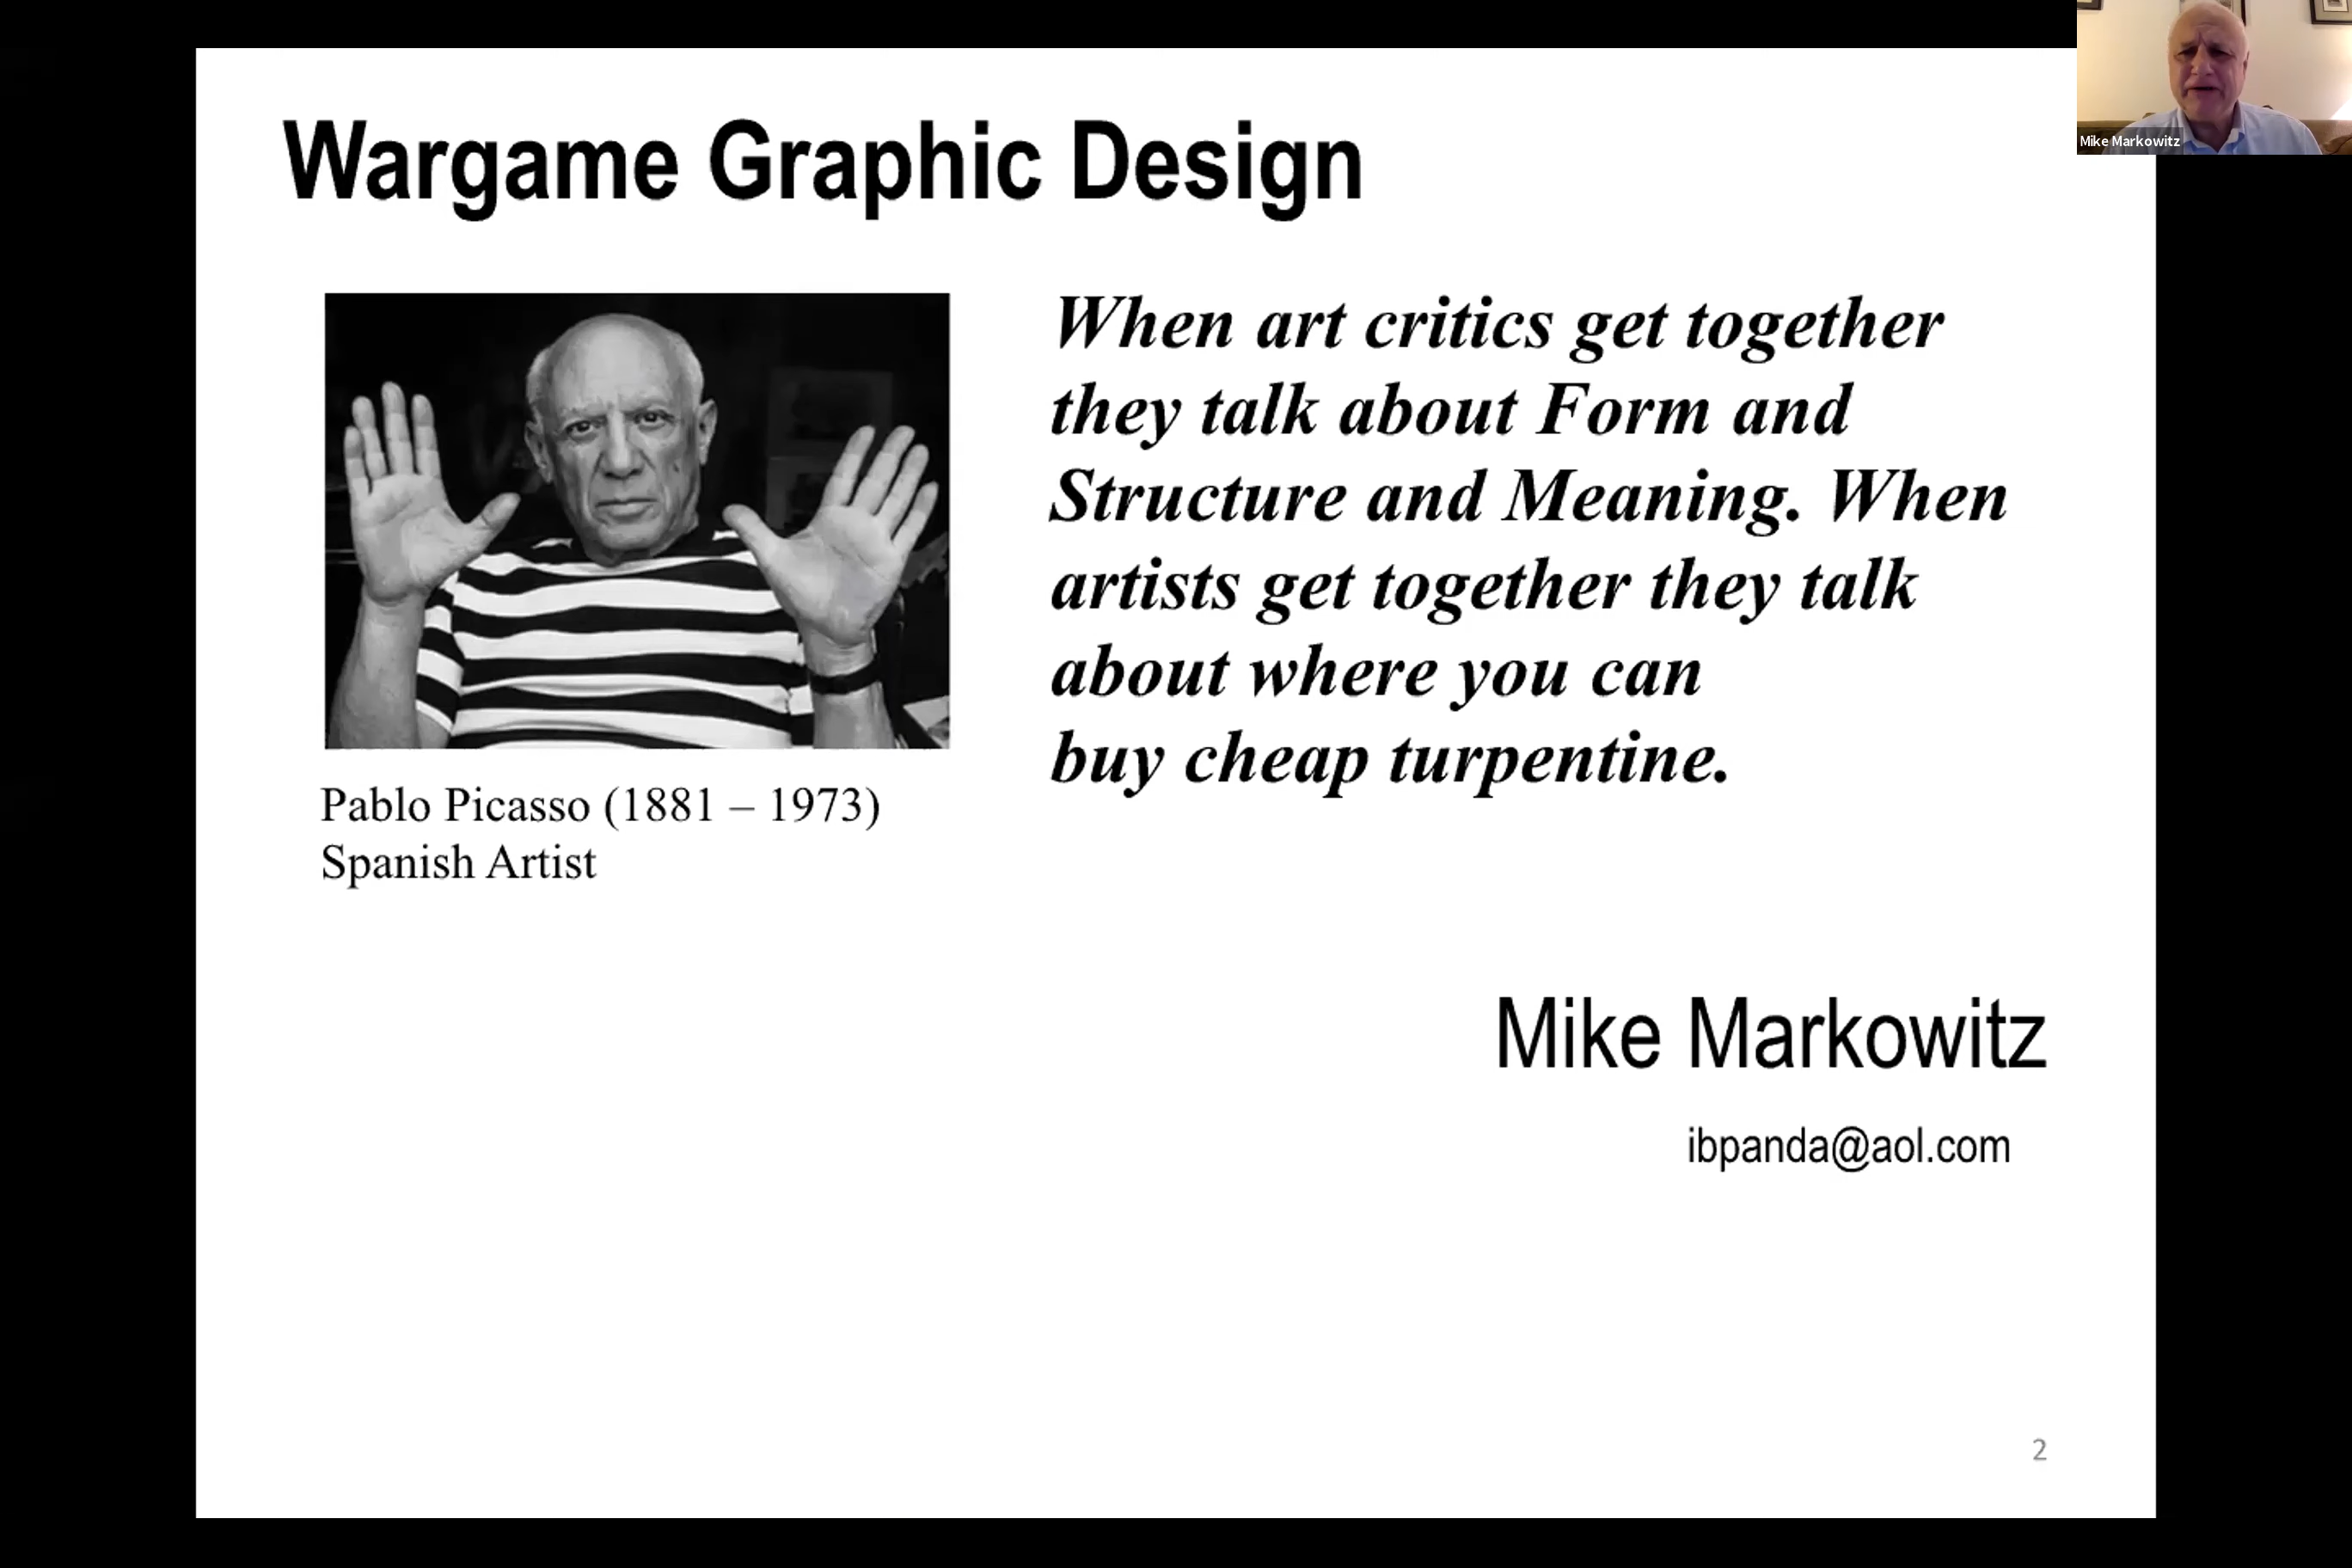 Mike Markowitz
Wargame Graphic Design
When art critics get together
they talk about Form and
Structure and Meaning. When
artists get together they talk
about where you can
buy cheap turpentine.
Pablo Picasso (1881 – 1973)
Spanish Artist
Mike Markowitz
ibpanda@aol.com
2